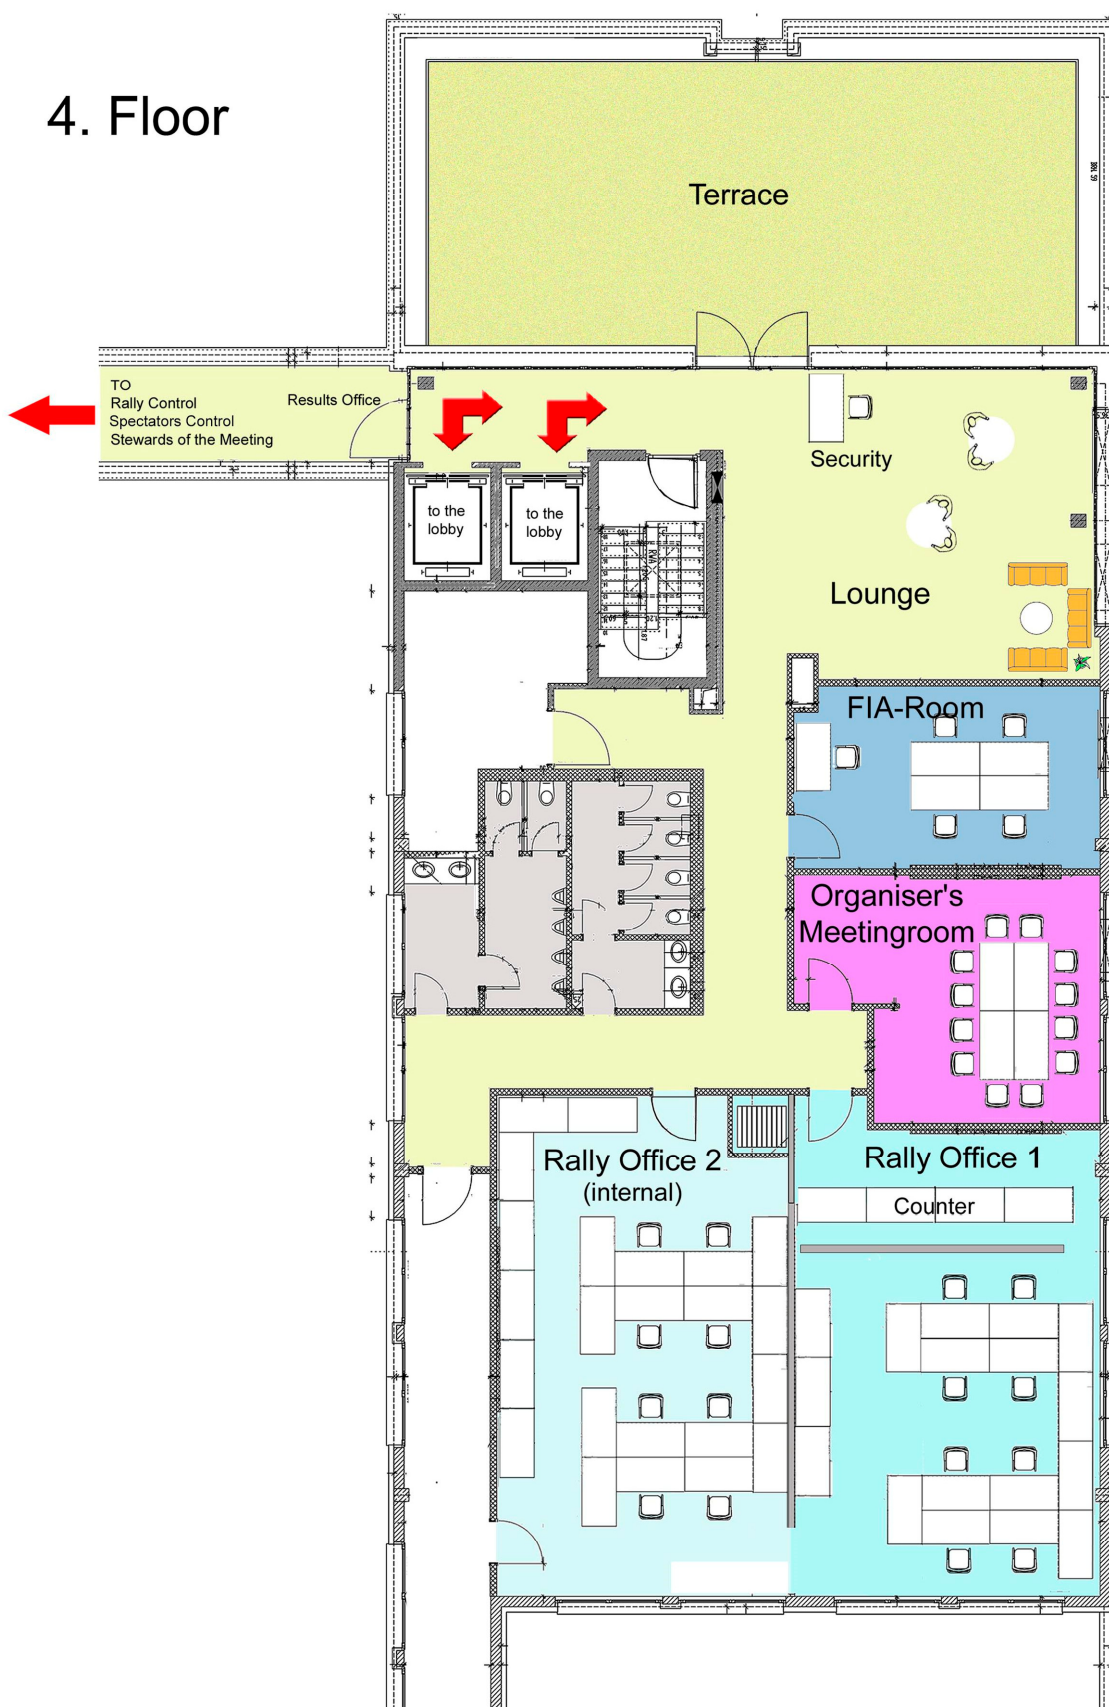 4. Floor
Terrace
TO
Rally Control
Spectators Control
Stewards of the Meeting
Results Office
Security
to the
lobby
to the
lobby
Lounge
FIA-Room
Organiser's
Meetingroom
Rally Office 2
(internal)
Rally Office 1
Counter